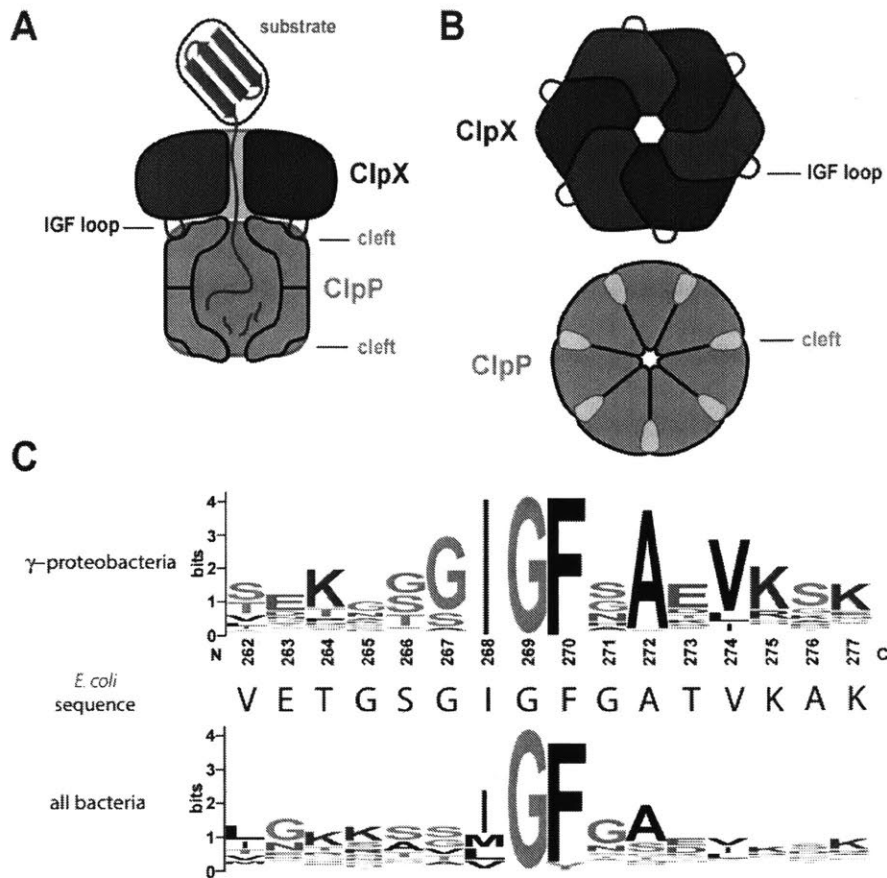 A
substrate
ClpX
IGF loop
cleft
ClpP
cleft
B
ClpX
IGF loop
ClpP
cleft
C
γ-proteobacteria
bits
4
3
2
1
0
N 262 263 264 265 266 267 268 269 270 271 272 273 274 275 276 277 C
E. coli
sequence
V E T G S G I G F G A T V K A K
all bacteria
bits
4
3
2
1
0